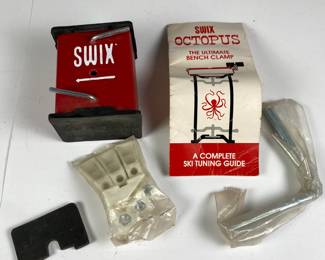 SWIX
SWIX
OCTOPUS
THE ULTIMATE
BENCH CLAMP
A COMPLETE
SKI TUNING GUIDE